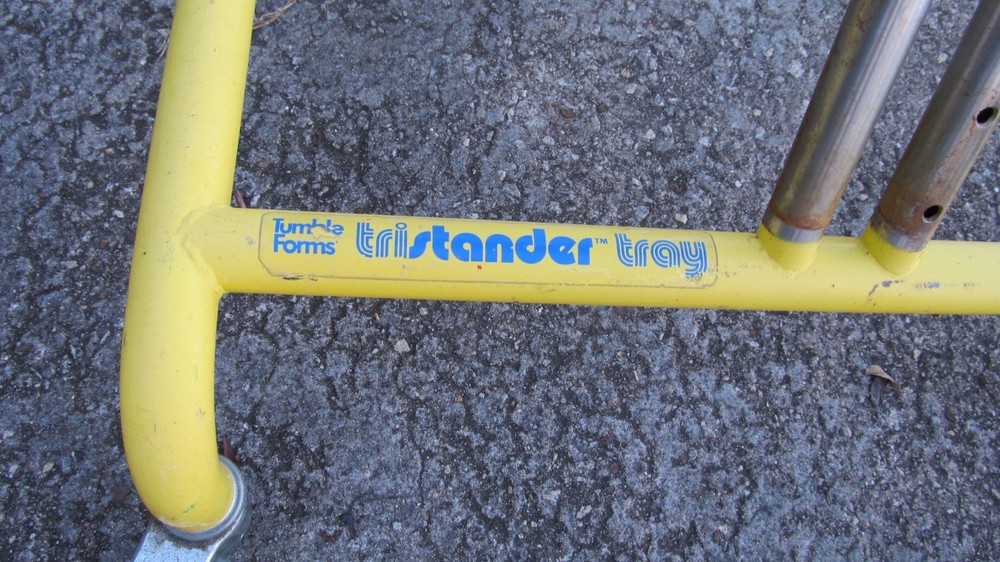 Tumble
Forms® tristander™ tray